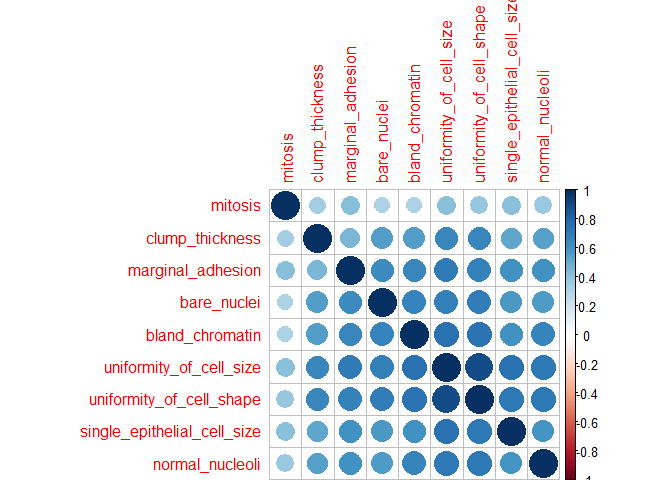 mitosis
clump_thickness
marginal_adhesion
bare_nuclei
bland_chromatin
uniformity_of_cell_size
uniformity_of_cell_shape
single_epithelial_cell_size
normal_nucleoli
mitosis
clump_thickness
marginal_adhesion
bare_nuclei
bland_chromatin
uniformity_of_cell_size
uniformity_of_cell_shape
single_epithelial_cell_size
normal_nucleoli
1
0.8
0.6
0.4
0.2
0
0.2
0.4
0.6
0.8
1